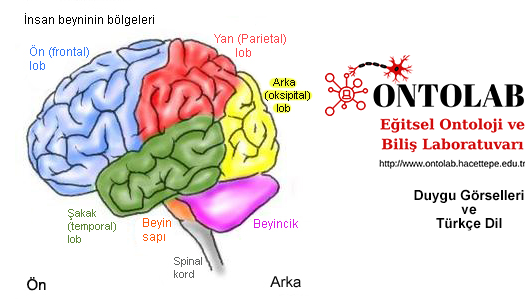 İnsan beyninin bölgeleri
Ön (frontal)
lob
Yan (Parietal)
lob
Arka
(oksipital)
lob
Şakak
(temporal)
lob
Beyin
sapı
Beyincik
Spinal
kord
Ön
Arka
ONTOLAB
Eğitsel Ontoloji ve
Biliş Laboratuvarı
http://www.ontolab.hacettepe.edu.tr
Duygu Görselleri
ve
Türkçe Dil